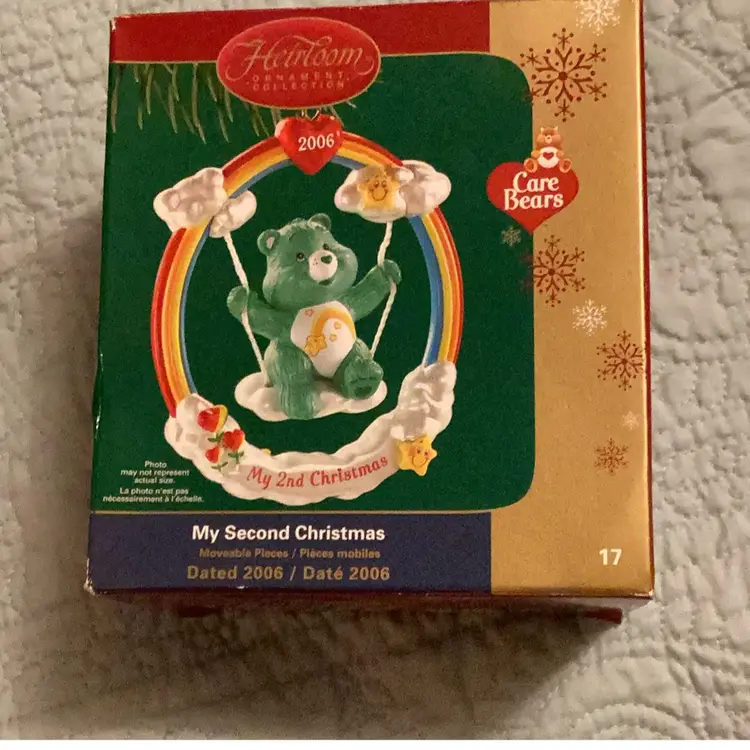 Heirloom
ORNAMENT
COLLECTION
2006
Care
Bears
My 2nd Christmas
Photo
may not represent
actual size.
La photo n'est pas
nécessairement à l'échelle.
My Second Christmas
Moveable Pieces / Pièces mobiles
Dated 2006 / Daté 2006
17